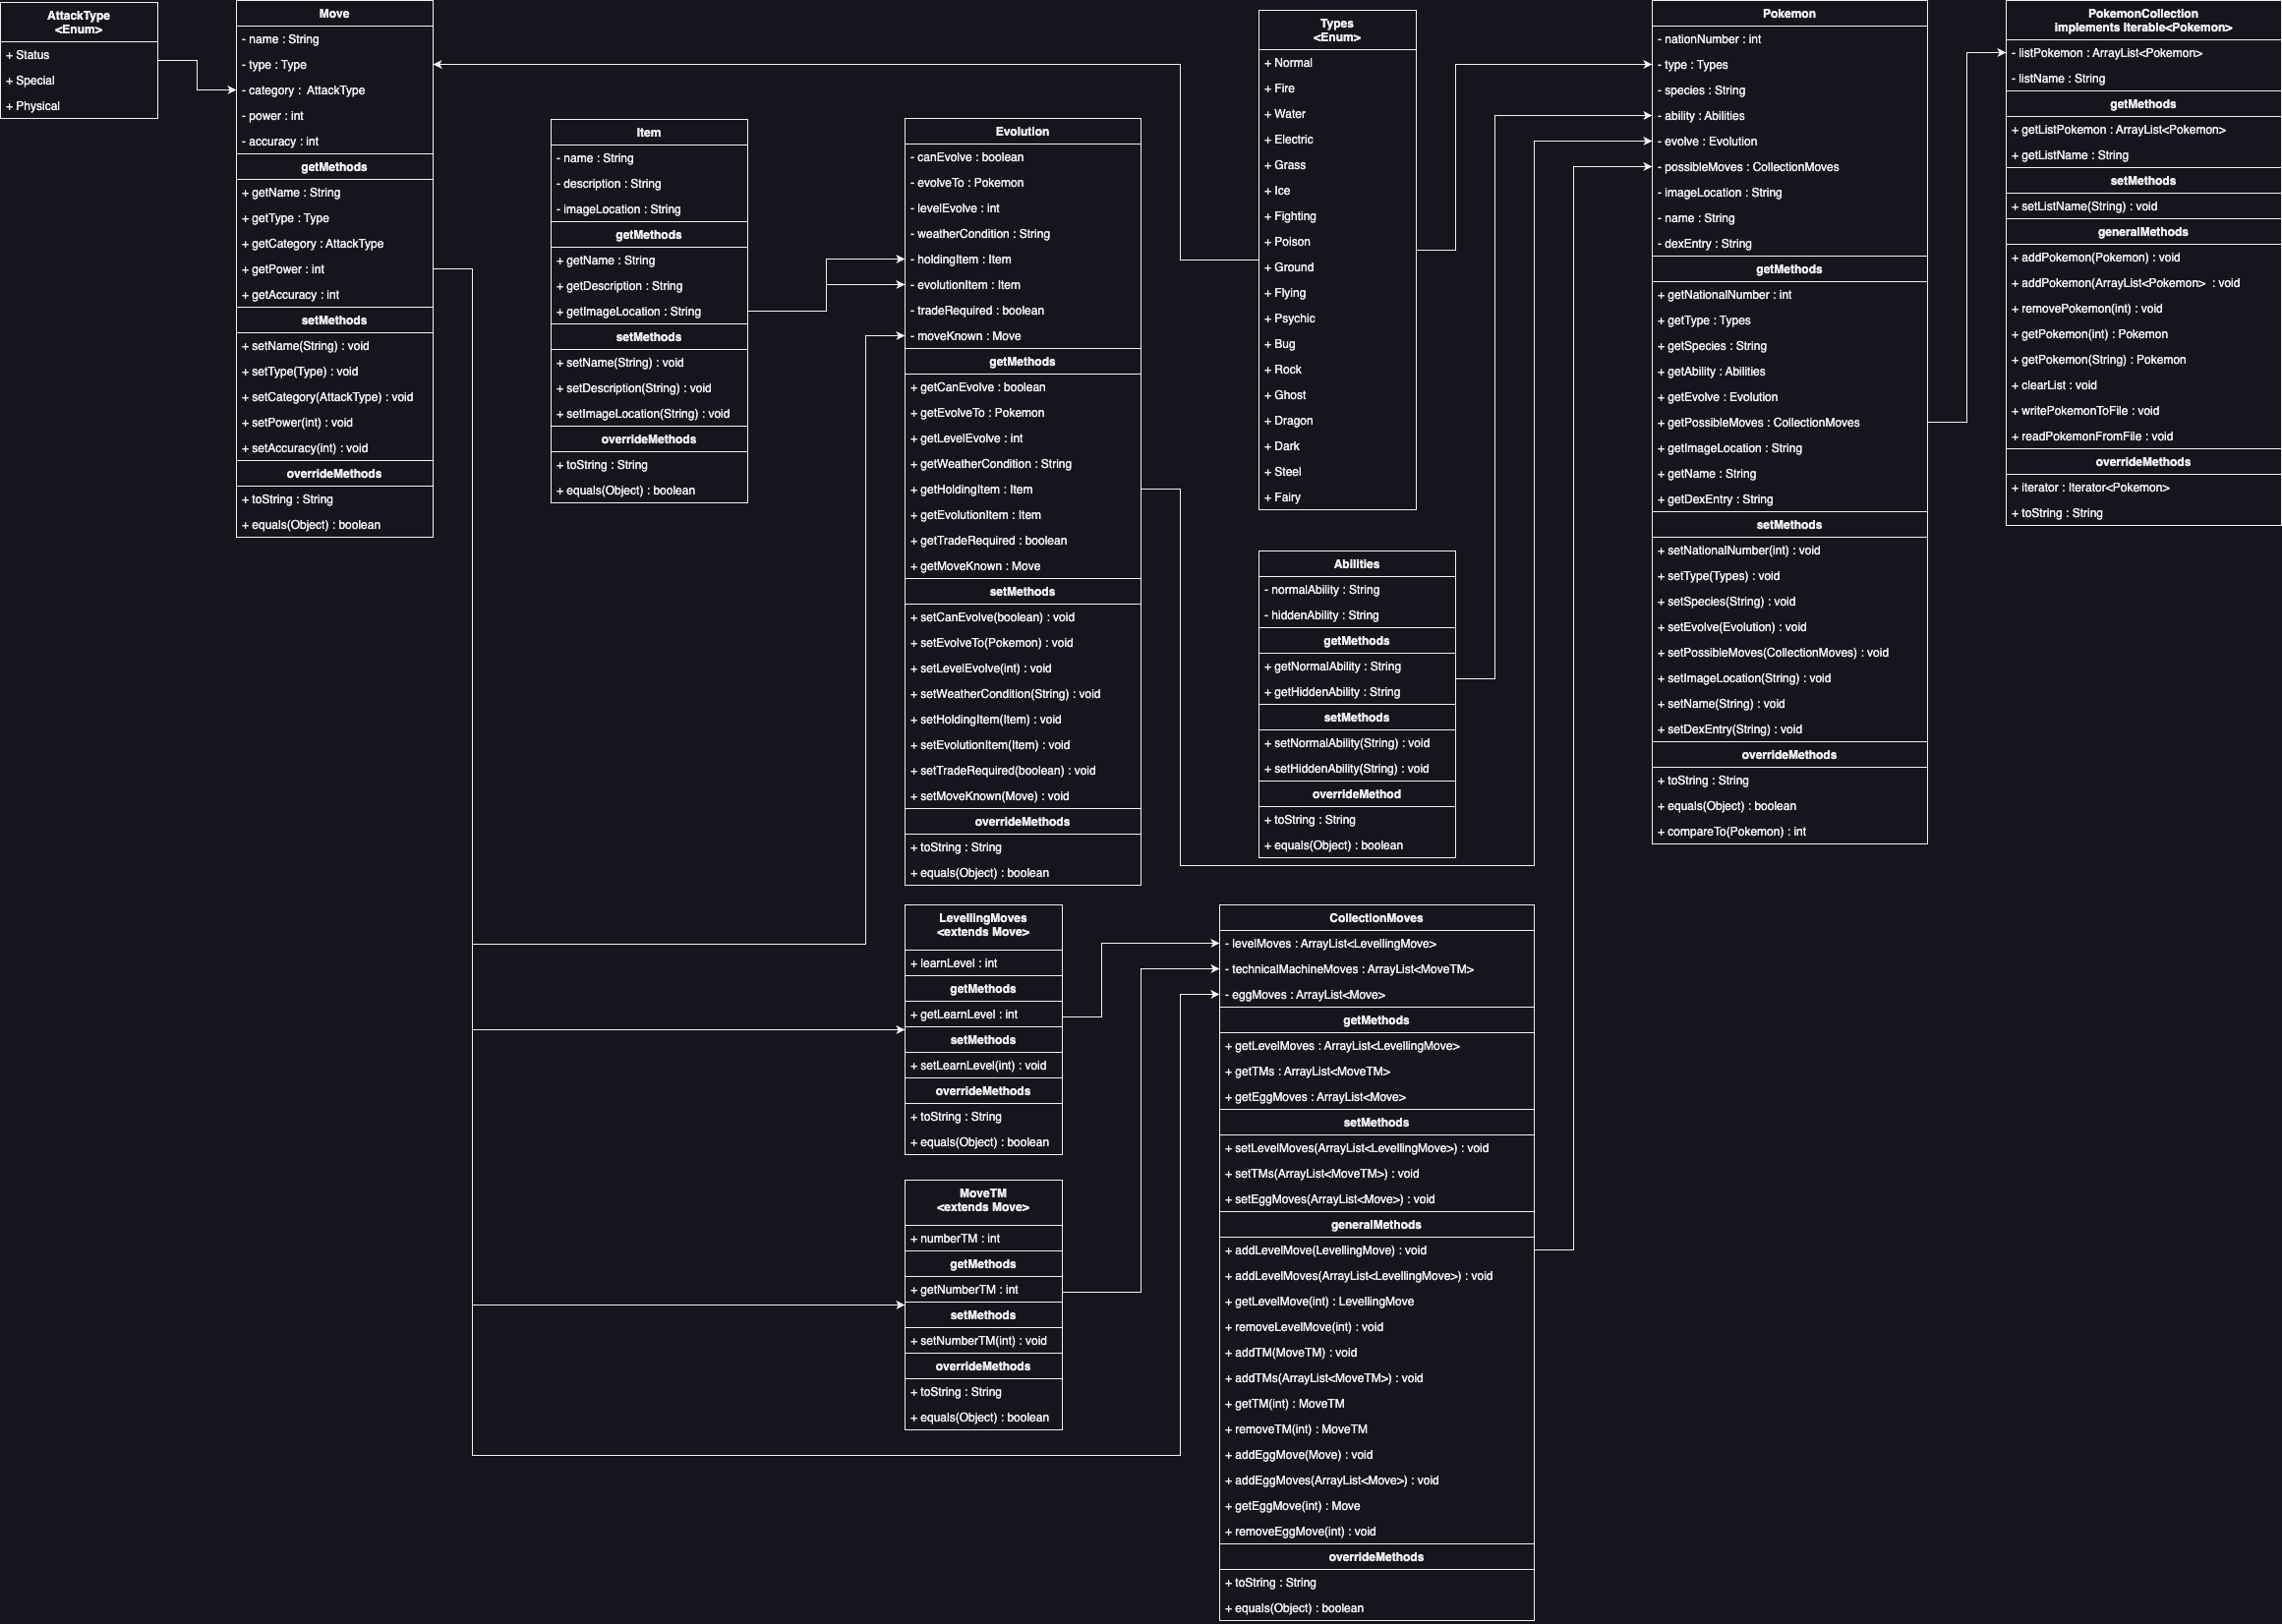 AttackType
<Enum>
+ Status
+ Special
+ Physical
Move
- name : String
- type : Type
- category :  AttackType
- power : int
- accuracy : int
getMethods
+ getName : String
+ getType : Type
+ getCategory : AttackType
+ getPower : int
+ getAccuracy : int
setMethods
+ setName(String) : void
+ setType(Type) : void
+ setCategory(AttackType) : void
+ setPower(int) : void
+ setAccuracy(int) : void
overrideMethods
+ toString : String
+ equals(Object) : boolean
Item
- name : String
- description : String
- imageLocation : String
getMethods
+ getName : String
+ getDescription : String
+ getImageLocation : String
setMethods
+ setName(String) : void
+ setDescription(String) : void
+ setImageLocation(String) : void
overrideMethods
+ toString : String
+ equals(Object) : boolean
Evolution
- canEvolve : boolean
- evolveTo : Pokemon
- levelEvolve : int
- weatherCondition : String
- holdingItem : Item
- evolutionItem : Item
- tradeRequired : boolean
- moveKnown : Move
getMethods
+ getCanEvolve : boolean
+ getEvolveTo : Pokemon
+ getLevelEvolve : int
+ getWeatherCondition : String
+ getHoldingItem : Item
+ getEvolutionItem : Item
+ getTradeRequired : boolean
+ getMoveKnown : Move
setMethods
+ setCanEvolve(boolean) : void
+ setEvolveTo(Pokemon) : void
+ setLevelEvolve(int) : void
+ setWeatherCondition(String) : void
+ setHoldingItem(Item) : void
+ setEvolutionItem(Item) : void
+ setTradeRequired(boolean) : void
+ setMoveKnown(Move) : void
overrideMethods
+ toString : String
+ equals(Object) : boolean
Types
<Enum>
+ Normal
+ Fire
+ Water
+ Electric
+ Grass
+ Ice
+ Fighting
+ Poison
+ Ground
+ Flying
+ Psychic
+ Bug
+ Rock
+ Ghost
+ Dragon
+ Dark
+ Steel
+ Fairy
Abilities
- normalAbility : String
- hiddenAbility : String
getMethods
+ getNormalAbility : String
+ getHiddenAbility : String
setMethods
+ setNormalAbility(String) : void
+ setHiddenAbility(String) : void
overrideMethod
+ toString : String
+ equals(Object) : boolean
Pokemon
- nationNumber : int
- type : Types
- species : String
- ability : Abilities
- evolve : Evolution
- possibleMoves : CollectionMoves
- imageLocation : String
- name : String
- dexEntry : String
getMethods
+ getNationalNumber : int
+ getType : Types
+ getSpecies : String
+ getAbility : Abilities
+ getEvolve : Evolution
+ getPossibleMoves : CollectionMoves
+ getImageLocation : String
+ getName : String
+ getDexEntry : String
setMethods
+ setNationalNumber(int) : void
+ setType(Types) : void
+ setSpecies(String) : void
+ setEvolve(Evolution) : void
+ setPossibleMoves(CollectionMoves) : void
+ setImageLocation(String) : void
+ setName(String) : void
+ setDexEntry(String) : void
overrideMethods
+ toString : String
+ equals(Object) : boolean
+ compareTo(Pokemon) : int
PokemonCollection
implements Iterable<Pokemon>
- listPokemon : ArrayList<Pokemon>
- listName : String
getMethods
+ getListPokemon : ArrayList<Pokemon>
+ getListName : String
setMethods
+ setListName(String) : void
generalMethods
+ addPokemon(Pokemon) : void
+ addPokemon(ArrayList<Pokemon>  : void
+ removePokemon(int) : void
+ getPokemon(int) : Pokemon
+ getPokemon(String) : Pokemon
+ clearList : void
+ writePokemonToFile : void
+ readPokemonFromFile : void
overrideMethods
+ iterator : Iterator<Pokemon>
+ toString : String
LevellingMoves
<extends Move>
+ learnLevel : int
getMethods
+ getLearnLevel : int
setMethods
+ setLearnLevel(int) : void
overrideMethods
+ toString : String
+ equals(Object) : boolean
MoveTM
<extends Move>
+ numberTM : int
getMethods
+ getNumberTM : int
setMethods
+ setNumberTM(int) : void
overrideMethods
+ toString : String
+ equals(Object) : boolean
CollectionMoves
- levelMoves : ArrayList<LevellingMove>
- technicalMachineMoves : ArrayList<MoveTM>
- eggMoves : ArrayList<Move>
getMethods
+ getLevelMoves : ArrayList<LevellingMove>
+ getTMs : ArrayList<MoveTM>
+ getEggMoves : ArrayList<Move>
setMethods
+ setLevelMoves(ArrayList<LevellingMove>) : void
+ setTMs(ArrayList<MoveTM>) : void
+ setEggMoves(ArrayList<Move>) : void
generalMethods
+ addLevelMove(LevellingMove) : void
+ addLevelMoves(ArrayList<LevellingMove>) : void
+ getLevelMove(int) : LevellingMove
+ removeLevelMove(int) : void
+ addTM(MoveTM) : void
+ addTMs(ArrayList<MoveTM>) : void
+ getTM(int) : MoveTM
+ removeTM(int) : MoveTM
+ addEggMove(Move) : void
+ addEggMoves(ArrayList<Move>) : void
+ getEggMove(int) : Move
+ removeEggMove(int) : void
overrideMethods
+ toString : String
+ equals(Object) : boolean